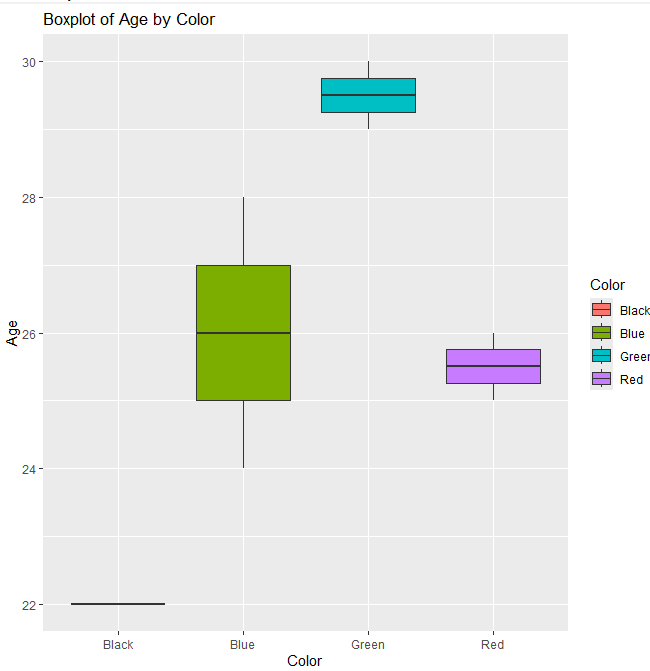 Boxplot of Age by Color
30
28
26
24
22
Age
Black
Blue
Green
Red
Color
Color
Black
Blue
Green
Red